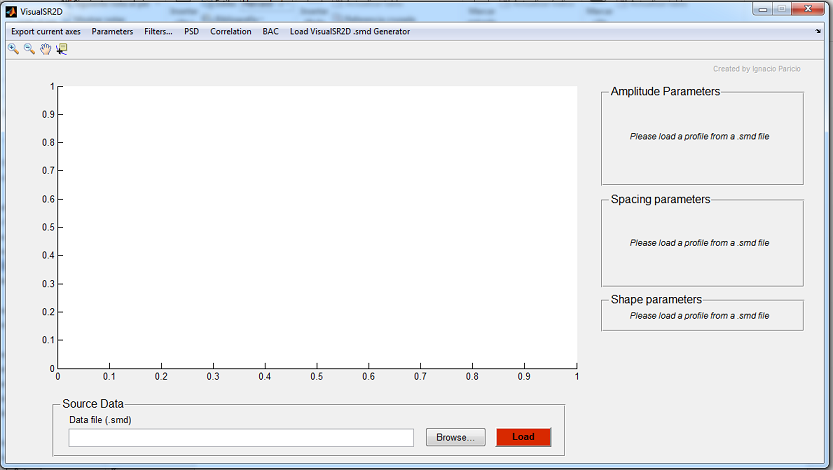 VisualSR2D
Export current axes Parameters Filters... PSD Correlation BAC Load VisualSR2D .smd Generator
Created by Ignacio Paricio
1
0.9
0.8
0.7
0.6
0.5
0.4
0.3
0.2
0.1
0
0 0.1 0.2 0.3 0.4 0.5 0.6 0.7 0.8 0.9 1
Amplitude Parameters
Please load a profile from a .smd file
Spacing parameters
Please load a profile from a .smd file
Shape parameters
Please load a profile from a .smd file
Source Data
Data file (.smd)
Browse... Load